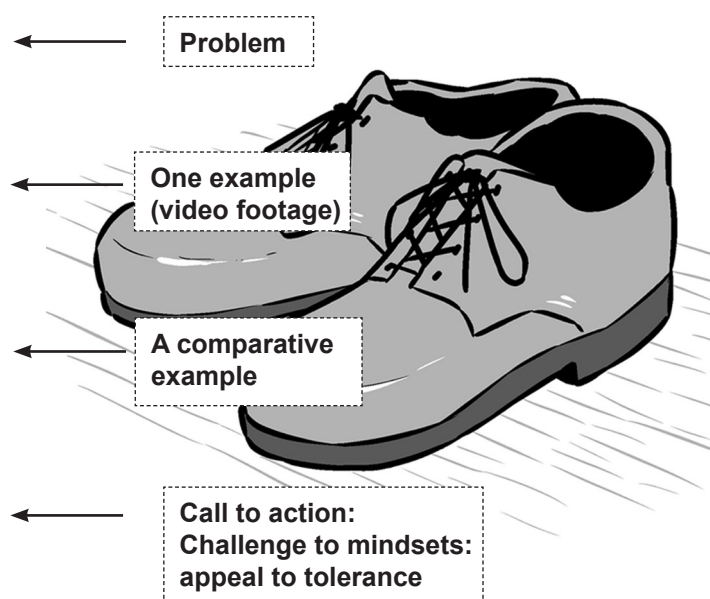 Problem
One example
(video footage)
A comparative
example
Call to action:
Challenge to mindsets:
appeal to tolerance